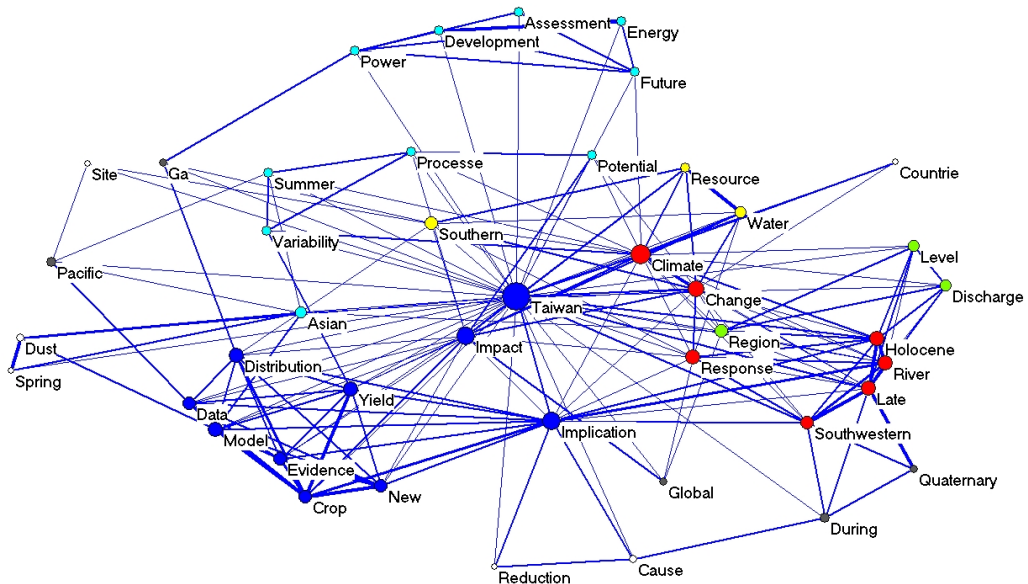 Assessment
Energy
Development
Power
Future
Processe
Potential
Site
Ga
Summer
Resource
Countrie
Water
Southern
Variability
Level
Climate
Pacific
Discharge
Change
Taiwan
Asian
Region
Dust
Impact
Holocene
Distribution
Response
River
Spring
Yield
Late
Data
Model
Implication
Southwestern
Evidence
Quaternary
New
Global
Crop
During
Cause
Reduction